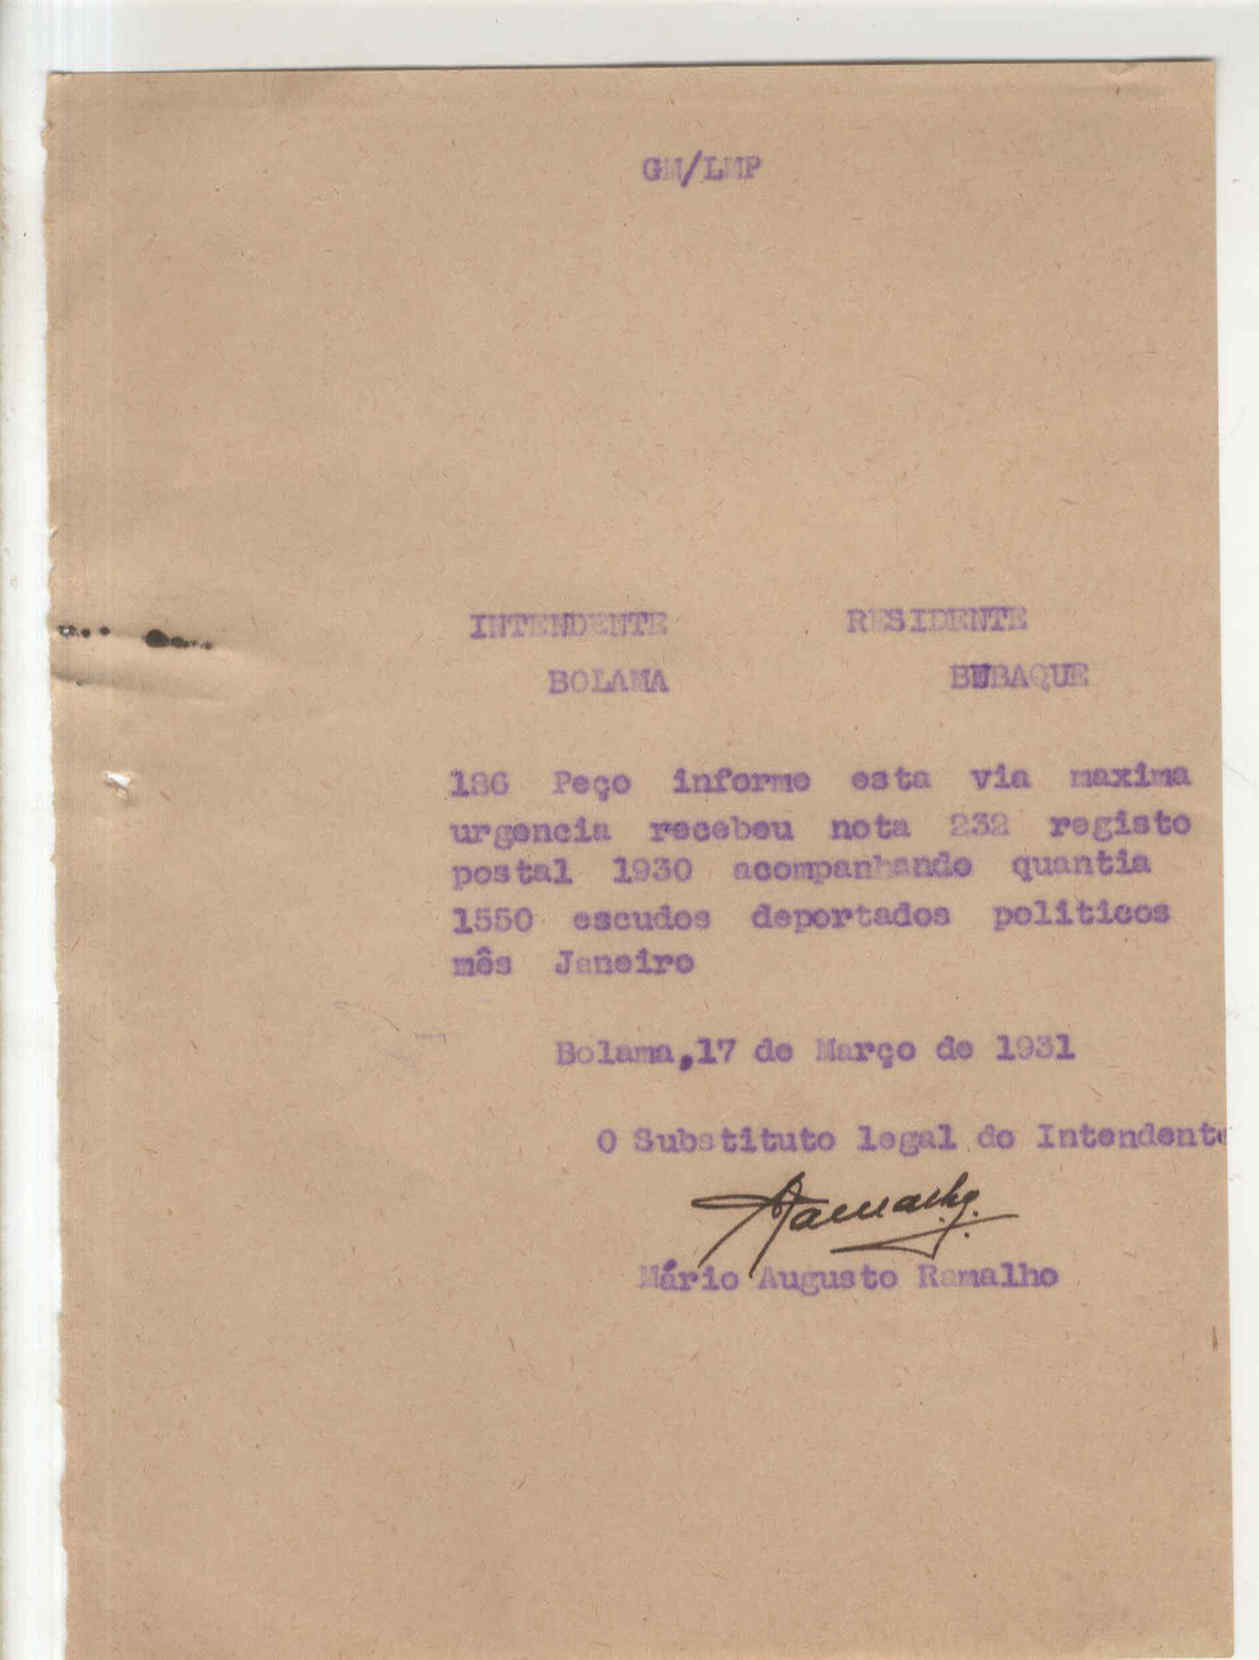 GM/LMP
INTENDENTE RESIDENTE
BOLAMA BUBAQUE
186 Peço informe esta via maxima
urgencia recebeu nota 232 registo
postal 1930 acompanhando quantia
1550 escudos deportados politicos
mês Janeiro
Bolama,17 de Março de 1931
O Substituto legal do Intendente
Ramalho
Mário Augusto Ramalho